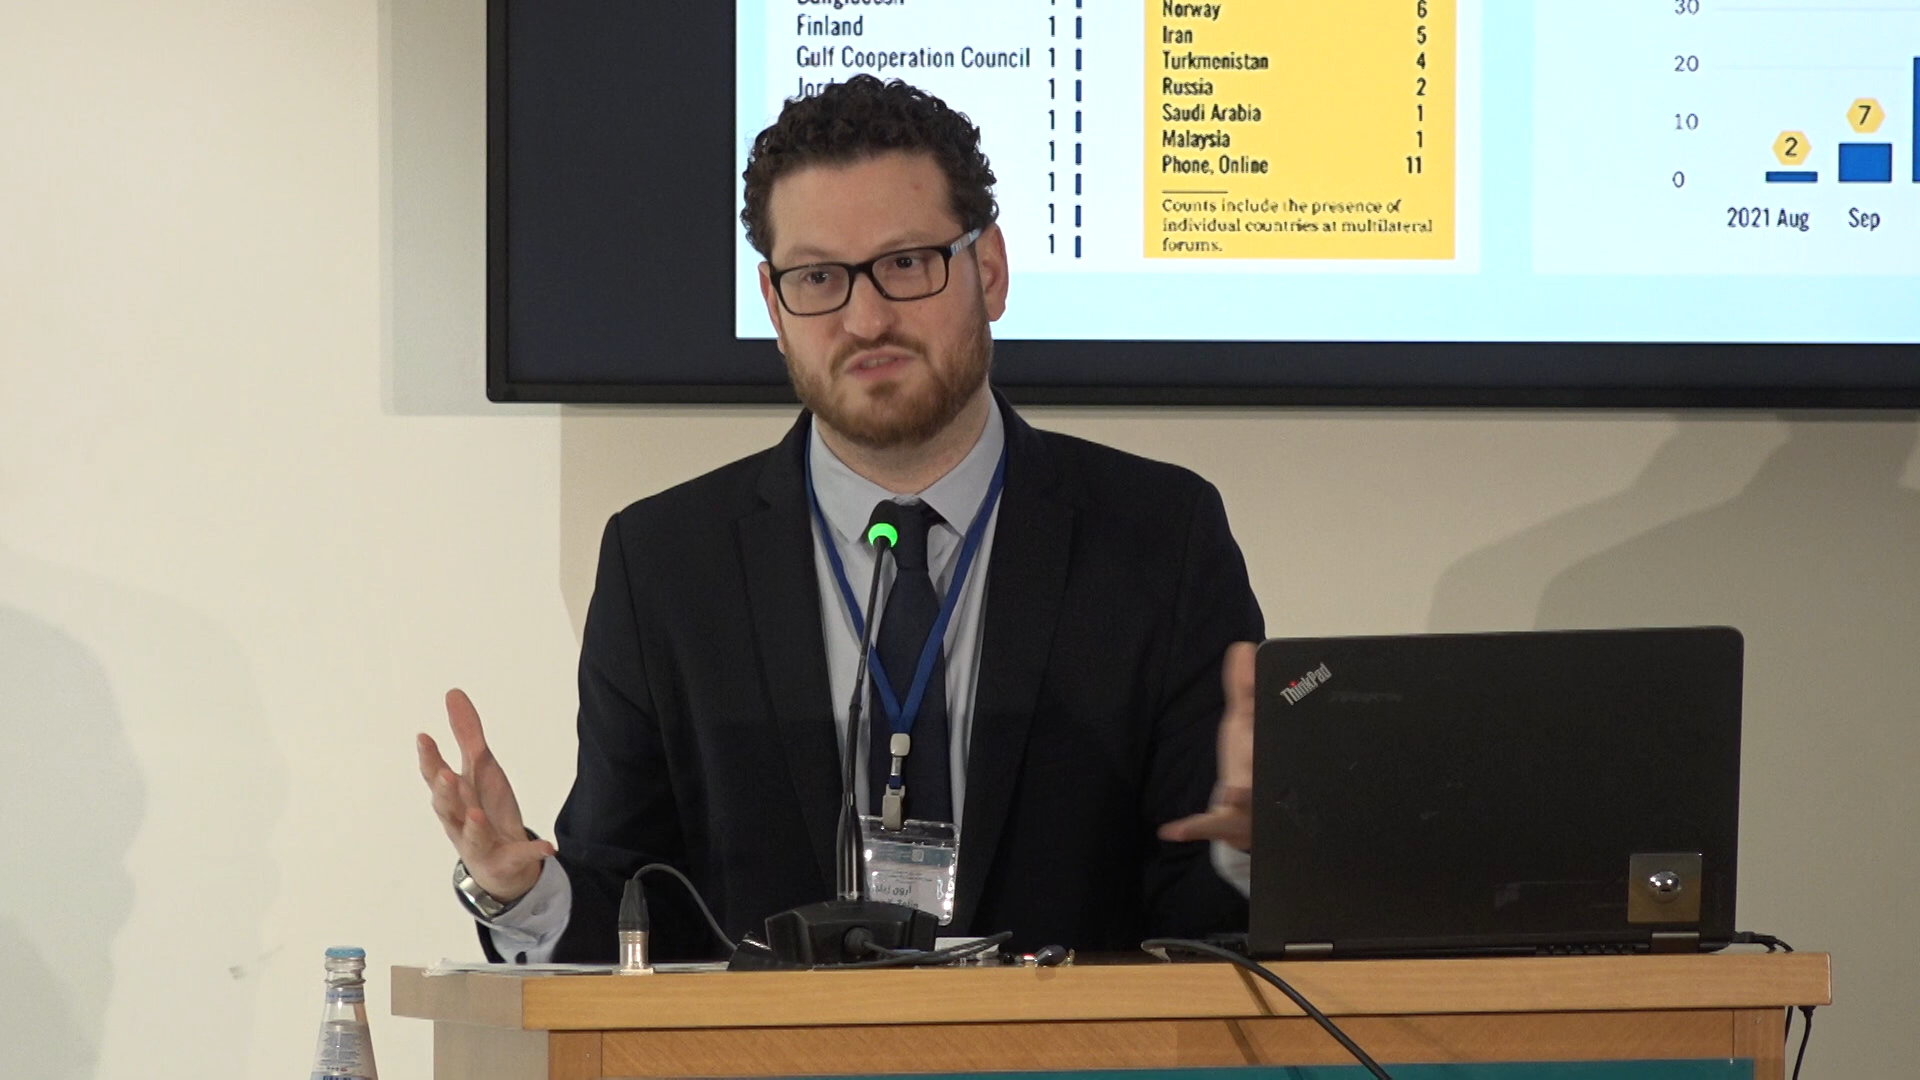 Finland 1
Gulf Cooperation Council 1
1
1
1
1
1
1
Norway 6
Iran 5
Turkmenistan 4
Russia 2
Saudi Arabia 1
Malaysia 1
Phone, Online 11
Counts include the presence of
individual countries at multilateral
forums.
30
20
10
0
2 7
2021 Aug Sep
ThinkPad